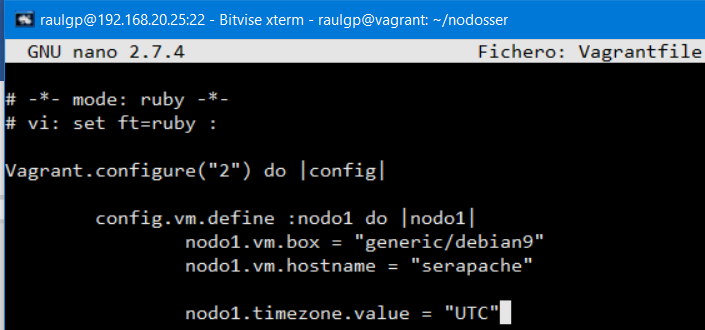 raulgp@192.168.20.25:22 - Bitvise xterm - raulgp@vagrant: ~/nodosser
GNU nano 2.7.4 Fichero: Vagrantfile
# -*- mode: ruby -*-
# vi: set ft=ruby :
Vagrant.configure("2") do |config|
config.vm.define :nodo1 do |nodo1|
nodo1.vm.box = "generic/debian9"
nodo1.vm.hostname = "serapache"
nodo1.timezone.value = "UTC"